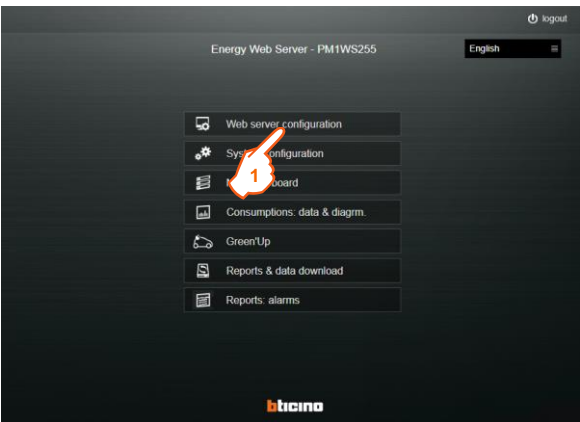 logout
Energy Web Server - PM1WS255
English
Web server configuration
configuration
1
Consumptions: data & diagrm.
Green'Up
Reports & data download
Reports: alarms
bticino